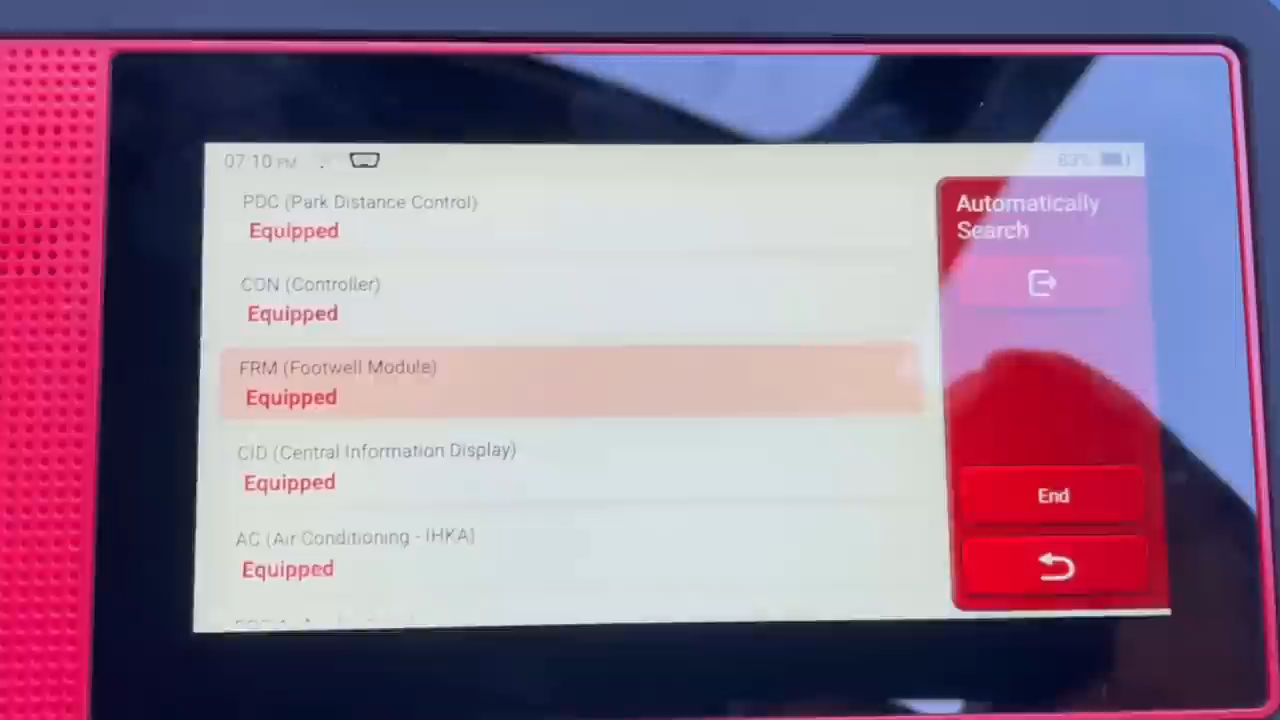 07:10 PM
83%
PDC (Park Distance Control)
Equipped
CON (Controller)
Equipped
FRM (Footwell Module)
Equipped
CID (Central Information Display)
Equipped
AC (Air Conditioning - IHKA)
Equipped
Automatically
Search
End